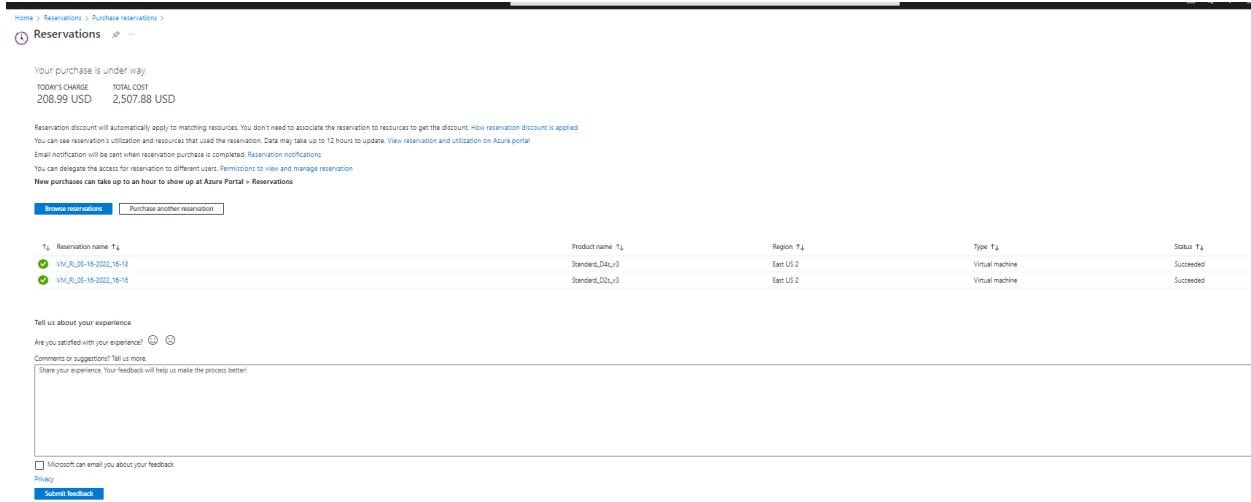 Home > Reservations > Purchase reservations >
Reservations
Your purchase is under way.
TODAY'S CHARGE TOTAL COST
208.99 USD 2,507.88 USD
Reservation discount will automatically apply to matching resources. You don't need to associate the reservation to resources to get the discount. How reservation discount is applied
You can see reservation's utilization and resources that used the reservation. Data may take up to 12 hours to update. View reservation and utilization on Azure portal
Email notification will be sent when reservation purchase is completed. Reservation notifications
You can delegate the access for reservation to different users. Permissions to view and manage reservation
New purchases can take up to an hour to show up at Azure Portal > Reservations
Browse reservations Purchase another reservation
Reservation name Product name Region Type Status
VM_RI_05-16-2022_16-18 Standard_D4s_v3 East US 2 Virtual machine Succeeded
VM_RI_05-16-2022_16-16 Standard_D2s_v3 East US 2 Virtual machine Succeeded
Tell us about your experience
Are you satisfied with your experience?
Comments or suggestions? Tell us more.
Share your experience. Your feedback will help us make the process better!
Microsoft can email you about your feedback
Privacy
Submit feedback